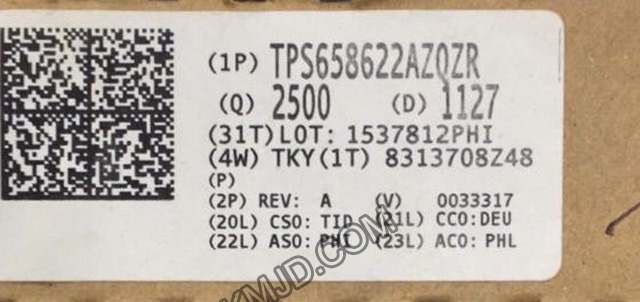 (1P) TPS658622AZQZR
(Q) 2500 (D) 1127
(31T)LOT: 1537812PHI
(4W) TKY(1T) 8313708Z48
(P)
(2P) REV: A (V) 0033317
(20L) CSO: TID (21L) CCO:DEU
(22L) ASO: PHI (23L) ACO: PHL
KMJD.COM